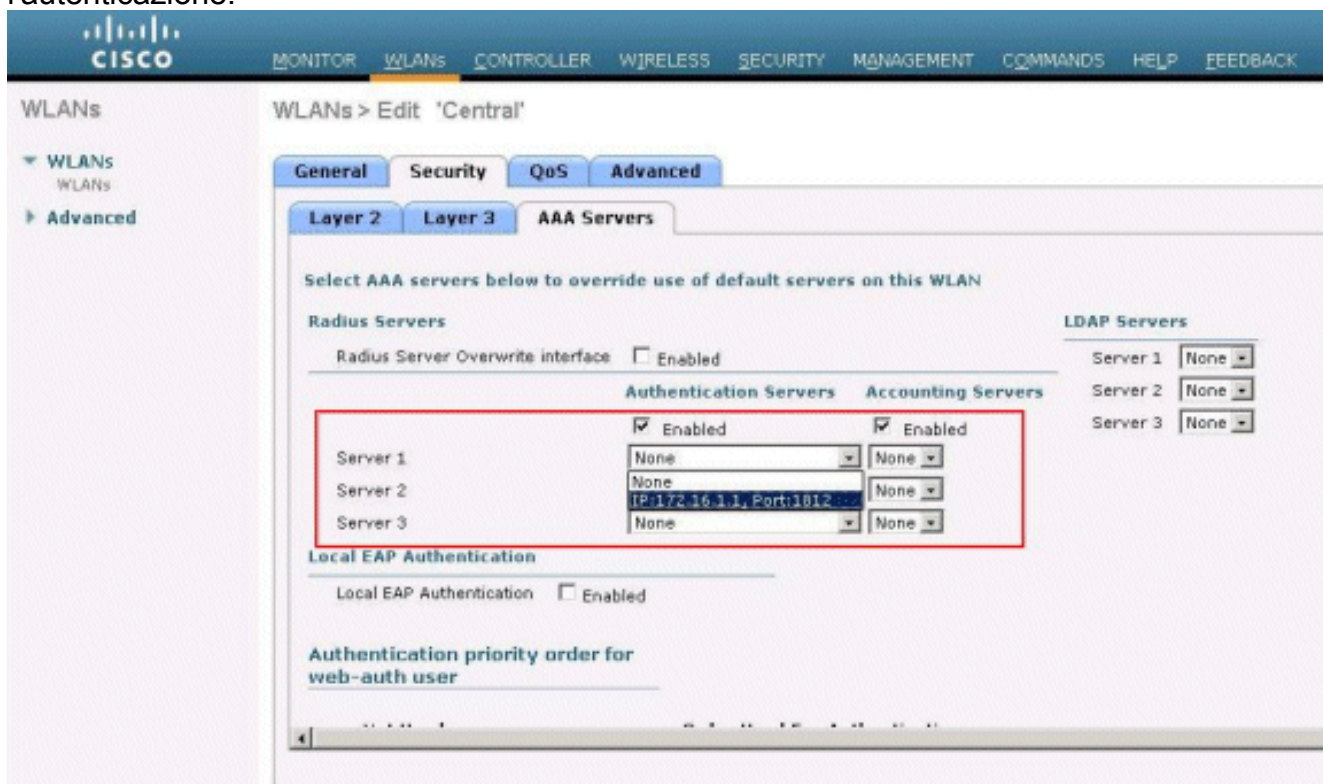 l'autenticazione.
CISCO
MONITOR WLANs CONTROLLER WIRELESS SECURITY MANAGEMENT COMMANDS HELP FEEDBACK
WLANs
WLANs > Edit 'Central'
WLANs
WLANs
Advanced
General Security QoS Advanced
Layer 2 Layer 3 AAA Servers
Select AAA servers below to override use of default servers on this WLAN
Radius Servers
LDAP Servers
Radius Server Overwrite interface Enabled
Server 1 None
Authentication Servers Accounting Servers
Server 2 None
Enabled Enabled
Server 3 None
Server 1 None None
None
Server 2 IP:172.16.1.1, Port:1812 None
Server 3 None None
Local EAP Authentication
Local EAP Authentication Enabled
Authentication priority order for
web-auth user